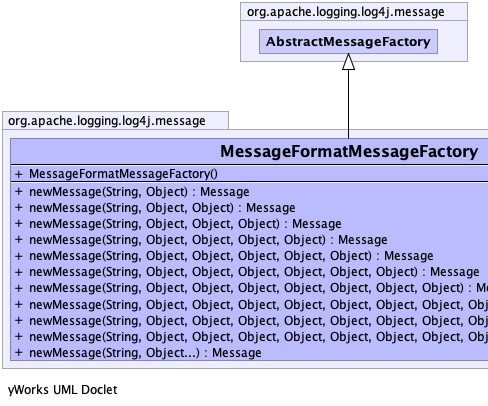 org.apache.logging.log4j.message
AbstractMessageFactory
org.apache.logging.log4j.message
MessageFormatMessageFactory
+ MessageFormatMessageFactory()
+ newMessage(String, Object) : Message
+ newMessage(String, Object, Object) : Message
+ newMessage(String, Object, Object, Object) : Message
+ newMessage(String, Object, Object, Object, Object) : Message
+ newMessage(String, Object, Object, Object, Object, Object) : Message
+ newMessage(String, Object, Object, Object, Object, Object, Object) : Message
+ newMessage(String, Object, Object, Object, Object, Object, Object, Object) : M
+ newMessage(String, Object, Object, Object, Object, Object, Object, Object, Obj
+ newMessage(String, Object, Object, Object, Object, Object, Object, Object, Obj
+ newMessage(String, Object, Object, Object, Object, Object, Object, Object, Obj
+ newMessage(String, Object...) : Message
yWorks UML Doclet